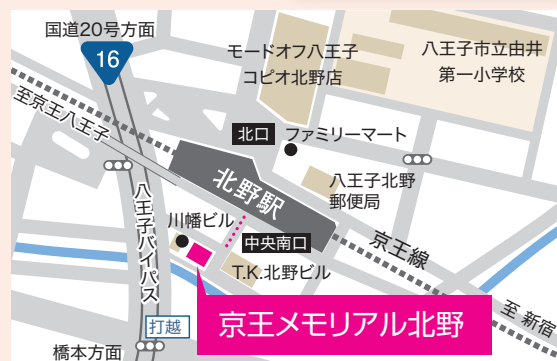 国道20号方面
16
モードオフ八王子
コピオ北野店
八王子市立由井
第一小学校
至京王八王子
北口
ファミリーマート
北野駅
八王子北野
郵便局
川幡ビル
中央南口
京王線
八王子バイパス
T.K.北野ビル
至 新宿
打越
京王メモリアル北野
橋本方面